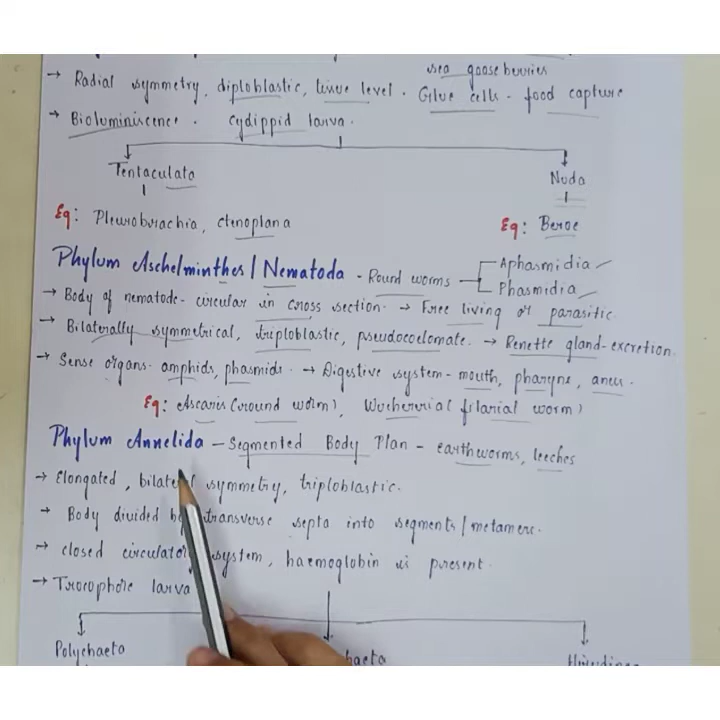 sea gooseberries
→ Radial symmetry, diploblastic, tissue level. Glue cells - food capture
→ Bioluminiscence. Cydippid larva.
Tentaculata
Nuda
Eg: Pleurobrachia, ctenoplana
Eg: Beroe
Phylum Aschelminthes / Nematoda - Round worms
Aphasmidia
Phasmidia
→ Body of nematode - circular in cross section. → Free living or parasitic.
→ Bilaterally symmetrical, triploblastic, pseudocoelomate. → Renette gland - excretion.
→ Sense organs - amphids, phasmids. → Digestive system - mouth, pharynx, anus.
Eg: Ascaris (round worm), Wuchereria (filarial worm)
Phylum Annelida - Segmented Body Plan - earthworms, leeches
→ Elongated, bilateral symmetry, triploblastic.
→ Body divided by transverse septa into segments / metamere.
→ closed circulatory system, haemoglobin is present.
→ Trocophore larva
Polychaeta
haeta